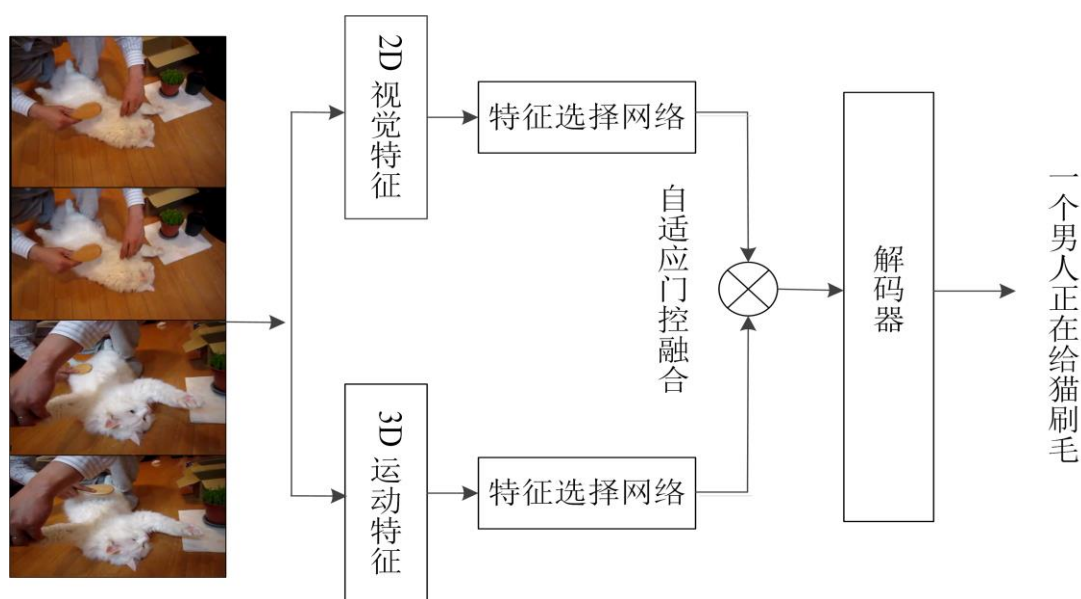 2D 视觉特征
特征选择网络
自适应门控融合
3D 运动特征
特征选择网络
解码器
一个男人正在给猫刷毛